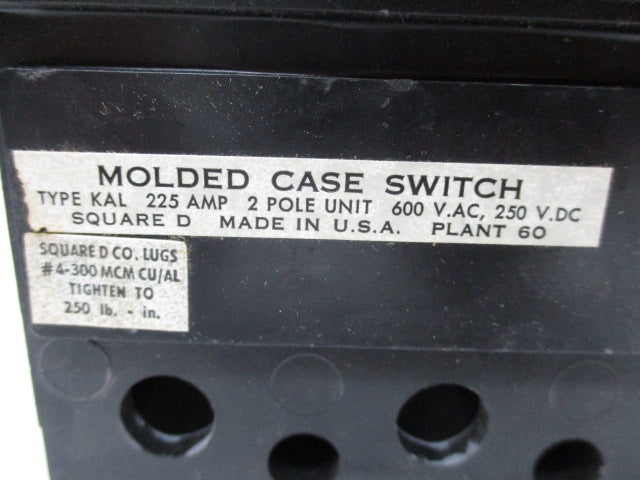 MOLDED CASE SWITCH
TYPE KAL 225 AMP 2 POLE UNIT 600 V.AC, 250 V.DC
SQUARE D MADE IN U.S.A. PLANT 60
SQUARE D CO. LUGS
#4-300 MCM CU/AL
TIGHTEN TO
250 lb. - in.